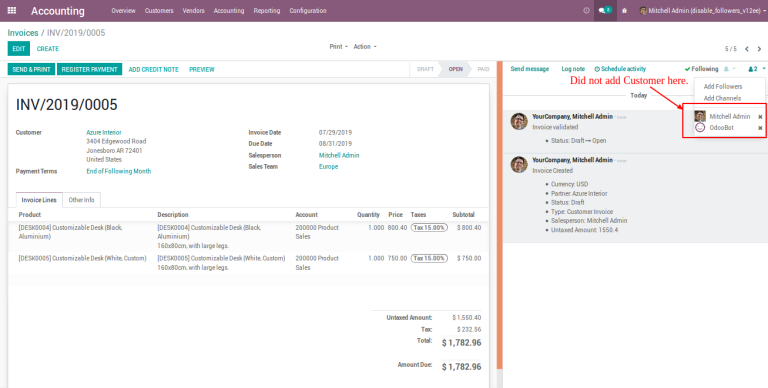 Accounting Overview Customers Vendors Accounting Reporting Configuration 3 Mitchell Admin (disable_followers_v12ee)
Invoices / INV/2019/0005
EDIT CREATE Print Action 5 / 5
SEND & PRINT REGISTER PAYMENT ADD CREDIT NOTE PREVIEW DRAFT OPEN PAID
Send message Log note Schedule activity Following 2
Did not add Customer here.
Add Followers
Add Channels
Mitchell Admin
OdooBot
Today
YourCompany, Mitchell Admin
Invoice validated
Status: Draft → Open
YourCompany, Mitchell Admin
Invoice Created
Currency: USD
Partner: Azure Interior
Status: Draft
Type: Customer Invoice
Salesperson: Mitchell Admin
Untaxed Amount: 1550.4
INV/2019/0005
Customer Azure Interior
3404 Edgewood Road
Jonesboro AR 72401
United States
Payment Terms End of Following Month
Invoice Date 07/29/2019
Due Date 08/31/2019
Salesperson Mitchell Admin
Sales Team Europe
Invoice Lines Other Info
Product Description Account Quantity Price Taxes Subtotal
[DESK0004] Customizable Desk (Black, [DESK0004] Customizable Desk (Black, 200000 Product 1.000 800.40 Tax 15.00% $ 800.40
Aluminium) Aluminium) Sales
160x80cm, with large legs.
[DESK0005] Customizable Desk (White, Custom) [DESK0005] Customizable Desk (White, Custom) 200000 Product 1.000 750.00 Tax 15.00% $ 750.00
160x80cm, with large legs. Sales
Untaxed Amount: $ 1,550.40
Tax: $ 232.56
Total: $ 1,782.96
Amount Due: $ 1,782.96